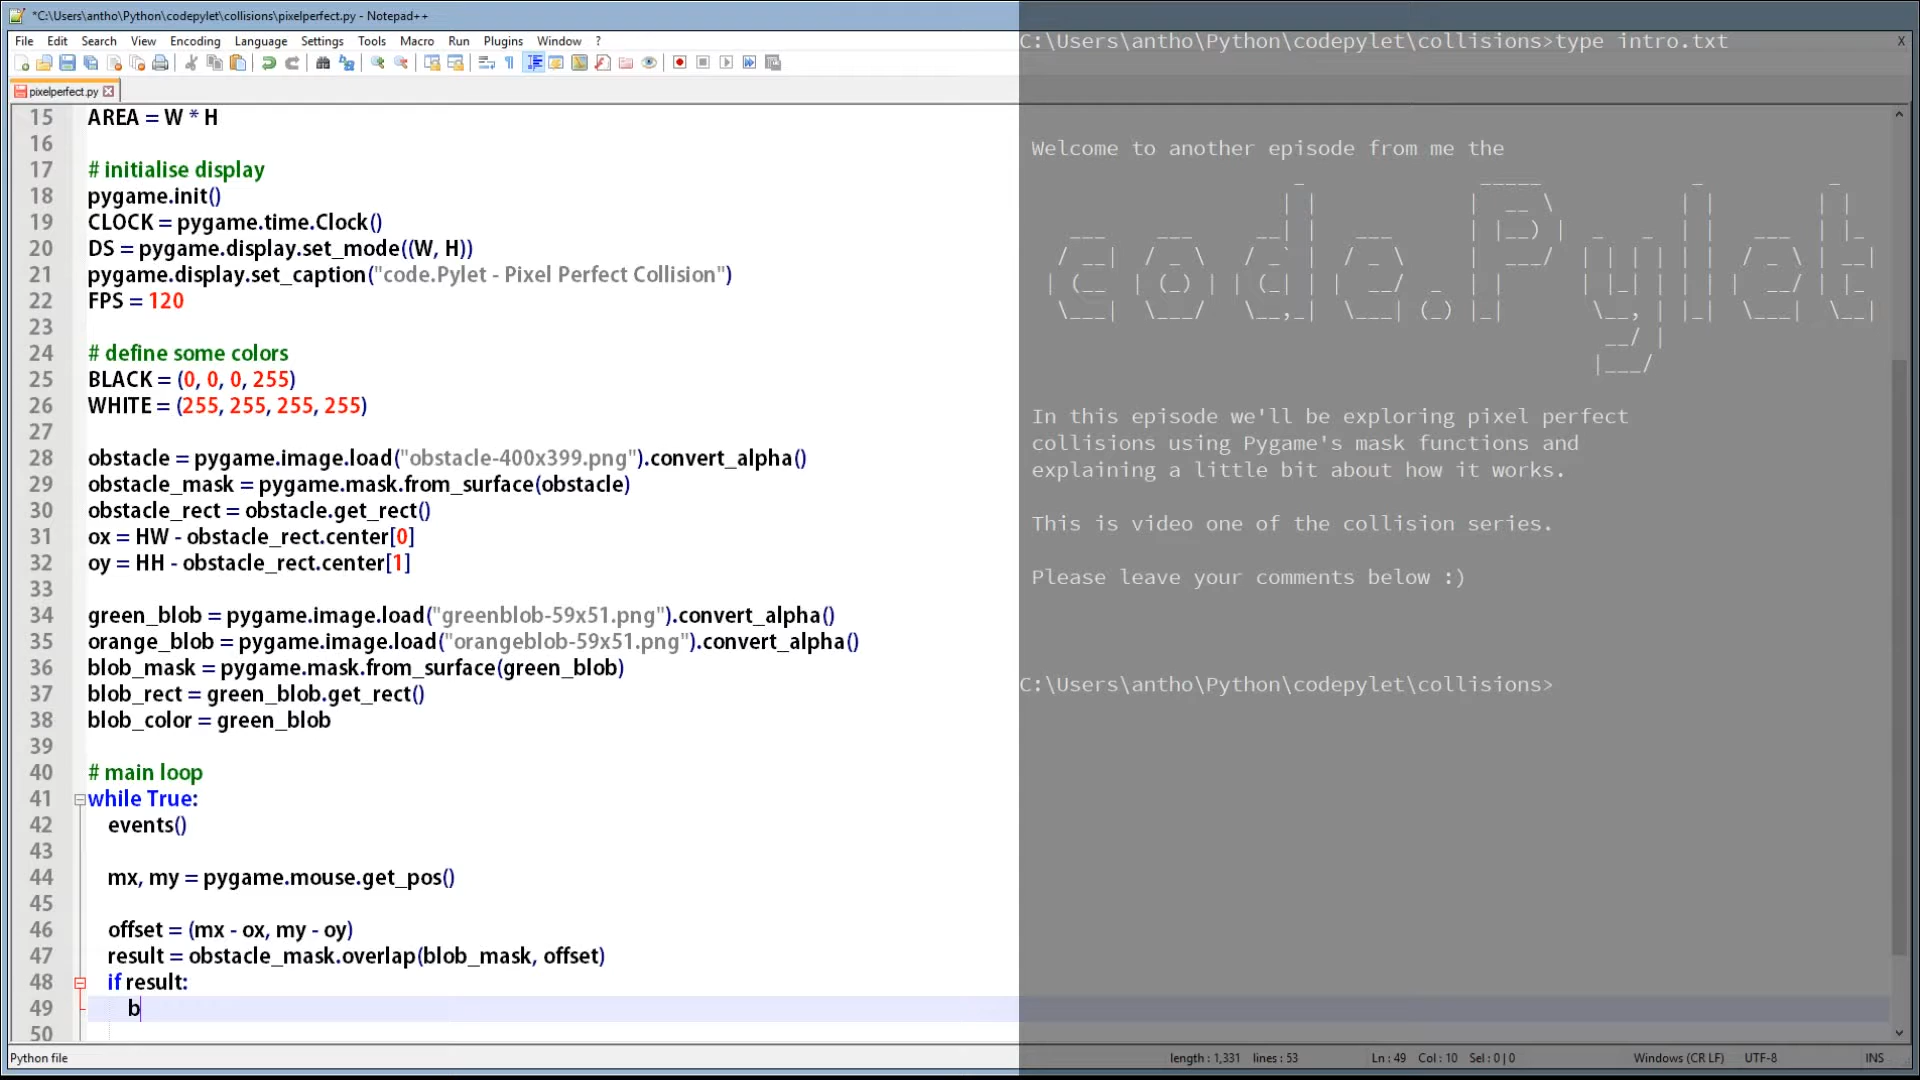 *C:\Users\antho\Python\codepylet\collisions\pixelperfect.py - Notepad++
File Edit Search View Encoding Language Settings Tools Macro Run Plugins Window ?
X
pixelperfect.py
15 AREA = W * H
16
17 # initialise display
18 pygame.init()
19 CLOCK = pygame.time.Clock()
20 DS = pygame.display.set_mode((W, H))
21 pygame.display.set_caption("code.Pylet - Pixel Perfect Collision")
22 FPS = 120
23
24 # define some colors
25 BLACK = (0, 0, 0, 255)
26 WHITE = (255, 255, 255, 255)
27
28 obstacle = pygame.image.load("obstacle-400x399.png").convert_alpha()
29 obstacle_mask = pygame.mask.from_surface(obstacle)
30 obstacle_rect = obstacle.get_rect()
31 ox = HW - obstacle_rect.center[0]
32 oy = HH - obstacle_rect.center[1]
33
34 green_blob = pygame.image.load("greenblob-59x51.png").convert_alpha()
35 orange_blob = pygame.image.load("orangeblob-59x51.png").convert_alpha()
36 blob_mask = pygame.mask.from_surface(green_blob)
37 blob_rect = green_blob.get_rect()
38 blob_color = green_blob
39
40 # main loop
41 while True:
42 events()
43
44 mx, my = pygame.mouse.get_pos()
45
46 offset = (mx - ox, my - oy)
47 result = obstacle_mask.overlap(blob_mask, offset)
48 if result:
49 b
50
C:\Users\antho\Python\codepylet\collisions>type intro.txt
Welcome to another episode from me the
code.Pylet
In this episode we'll be exploring pixel perfect
collisions using Pygame's mask functions and
explaining a little bit about how it works.
This is video one of the collision series.
Please leave your comments below :)
C:\Users\antho\Python\codepylet\collisions>
Python file length : 1,331 lines : 53 Ln : 49 Col : 10 Sel : 0 | 0 Windows (CR LF) UTF-8 INS